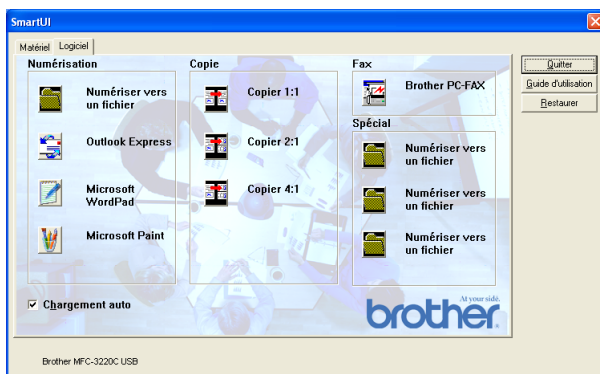 SmartUI
Matériel Logiciel
Numérisation
Numériser vers
un fichier
Outlook Express
Microsoft
WordPad
Microsoft Paint
Copie
Copier 1:1
Copier 2:1
Copier 4:1
Fax
Brother PC-FAX
Spécial
Numériser vers
un fichier
Numériser vers
un fichier
Numériser vers
un fichier
Quitter
Guide d'utilisation
Restaurer
Chargement auto
At your side.
brother
Brother MFC-3220C USB